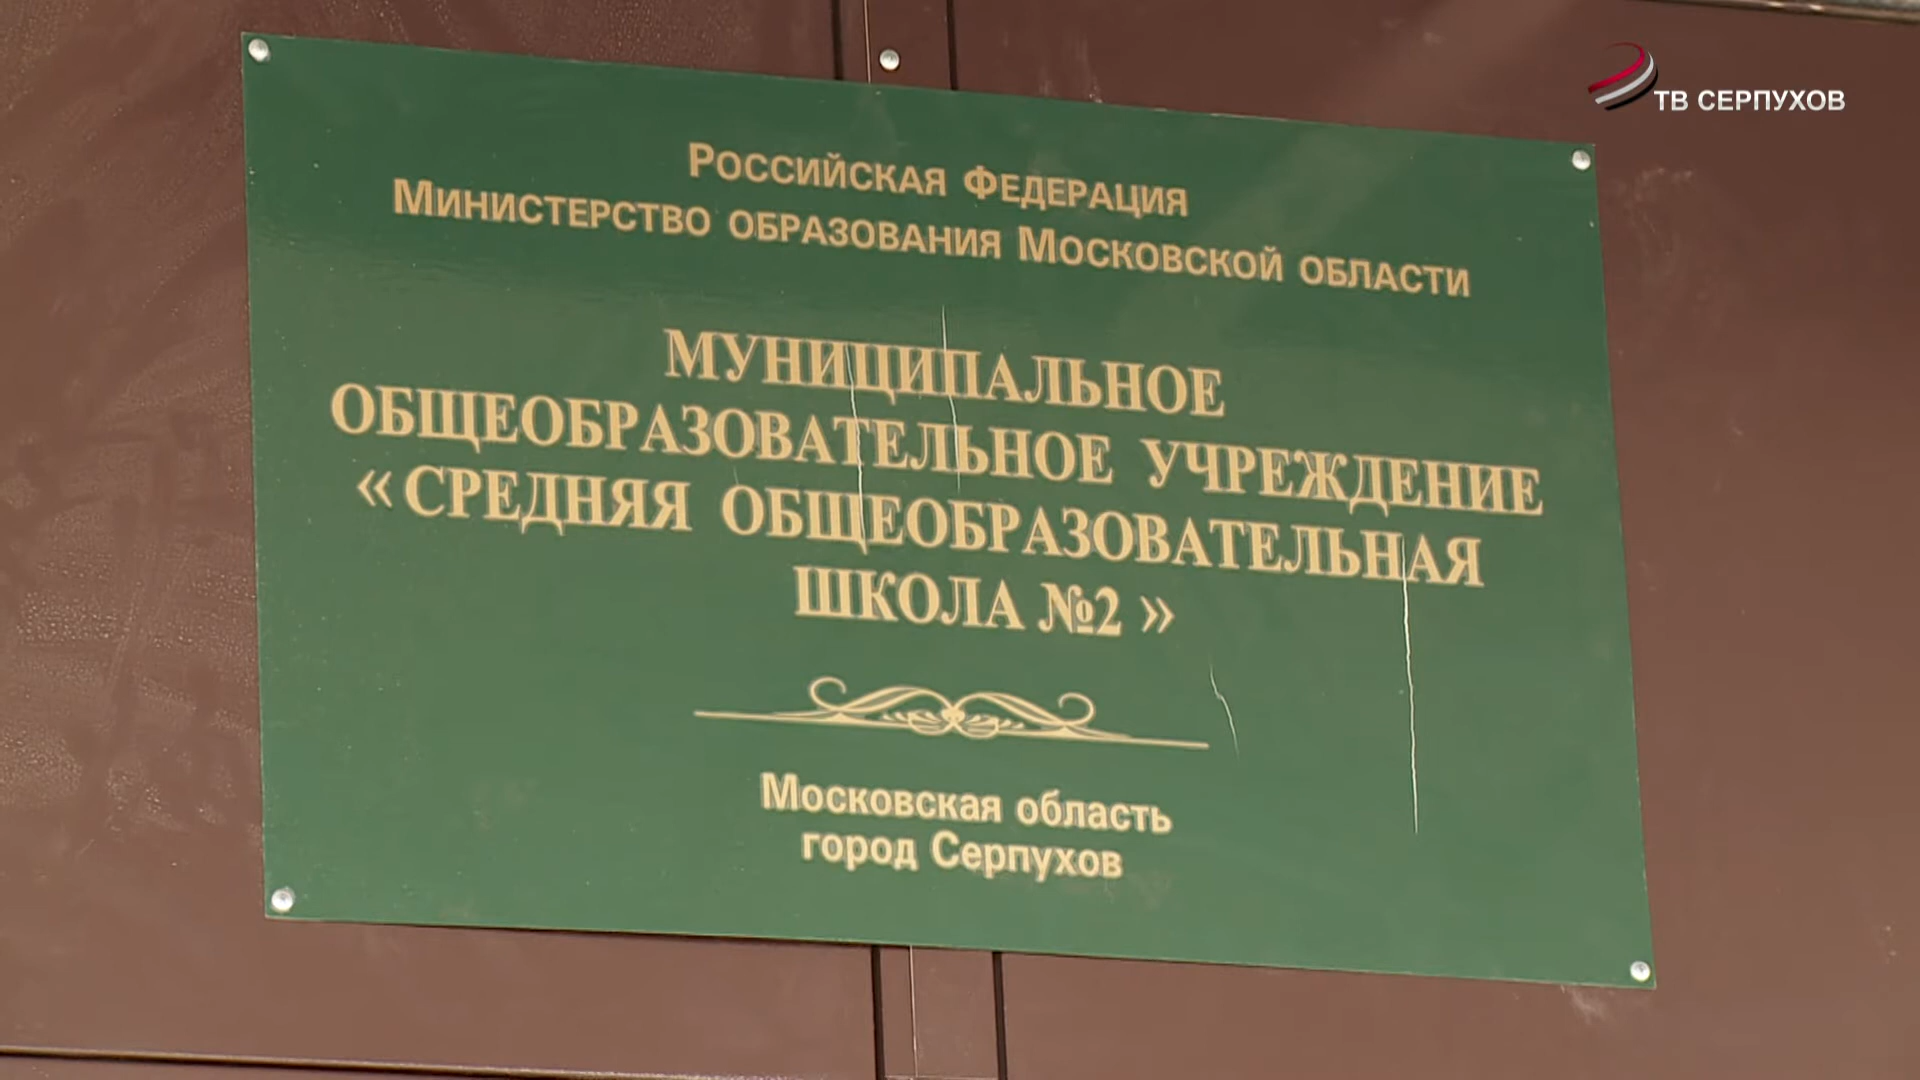 ТВ СЕРПУХОВ
Российская Федерация
Министерство образования Московской области
МУНИЦИПАЛЬНОЕ
ОБЩЕОБРАЗОВАТЕЛЬНОЕ УЧРЕЖДЕНИЕ
«СРЕДНЯЯ ОБЩЕОБРАЗОВАТЕЛЬНАЯ
ШКОЛА №2 »
Московская область
город Серпухов